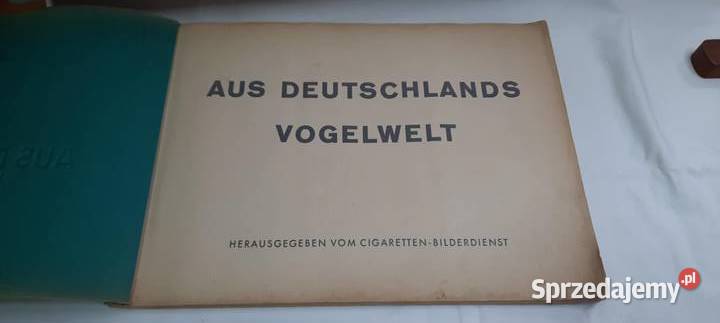 AUS DEUTSCHLANDS
VOGELWELT
HERAUSGEGEBEN VOM CIGARETTEN-BILDERDIENST
Sprzedajemy.pl